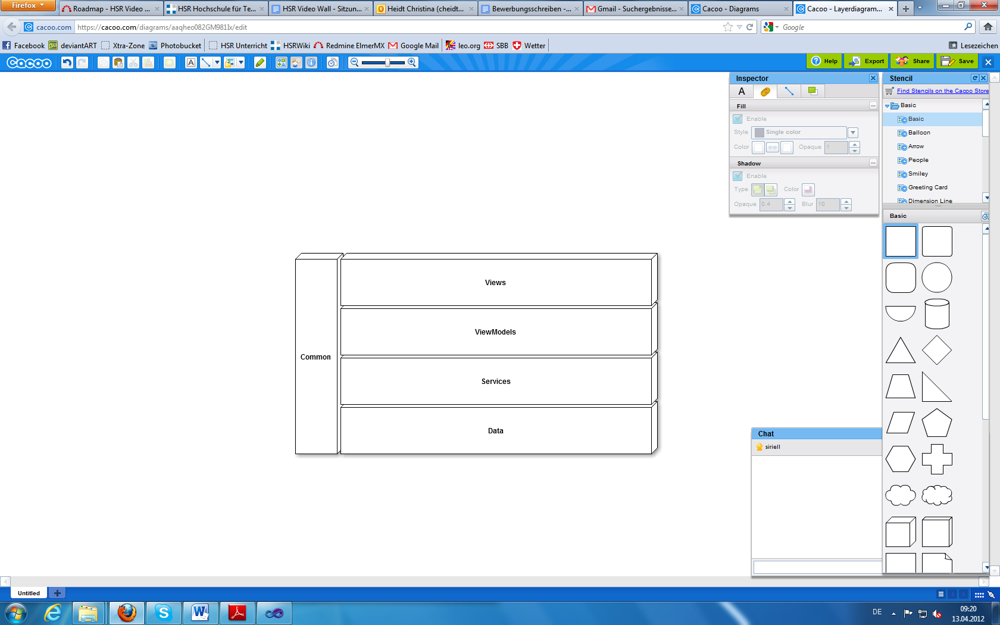 Firefox
Roadmap - HSR Video ...
HSR Hochschule für Te...
HSR Video Wall - Sitzun...
Heidt Christina (cheidt...
Bewerbungsschreiben -...
Gmail - Suchergebnisse...
Cacoo - Diagrams
Cacoo - Layerdiagram...
cacoo.com
https://cacoo.com/diagrams/aaqheo082GM981Ix/edit
Google
Facebook
deviantART
Xtra-Zone
Photobucket
HSR Unterricht
HSRWiki
Redmine ElmerMX
Google Mail
leo.org
SBB
Wetter
Lesezeichen
Cacoo
Help
Export
Share
Save
Inspector
A
Fill
Enable
Style
Single color
Color
Opaque
1
Shadow
Enable
Type
Color
Opaque
0.4
Blur
10
Stencil
Find Stencils on the Cacoo Store
Basic
Basic
Balloon
Arrow
People
Smiley
Greeting Card
Dimension Line
Basic
Views
ViewModels
Common
Services
Data
Chat
siriell
Untitled
DE
09:20
13.04.2012